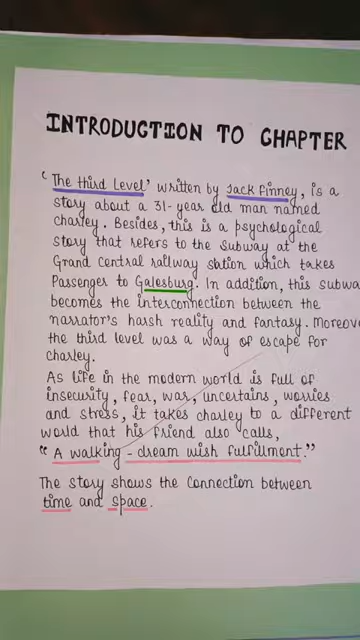 INTRODUCTION TO CHAPTER
'The third Level' written by Jack Finney, is a
story about a 31-year old man named
charley. Besides, this is a psychological
story that refers to the subway at the
Grand central railway station which takes
Passenger to Galesburg. In addition, this subwa
becomes the interconnection between the
narrator's harsh reality and fantasy. Moreove
the third level was a way of escape for
charley.
As life in the modern world is full of
insecurity, fear, war, uncertains, worries
and stress, it takes charley to a different
world that his friend also calls,
"A walking - dream wish fulfillment."
The story shows the Connection between
time and space.